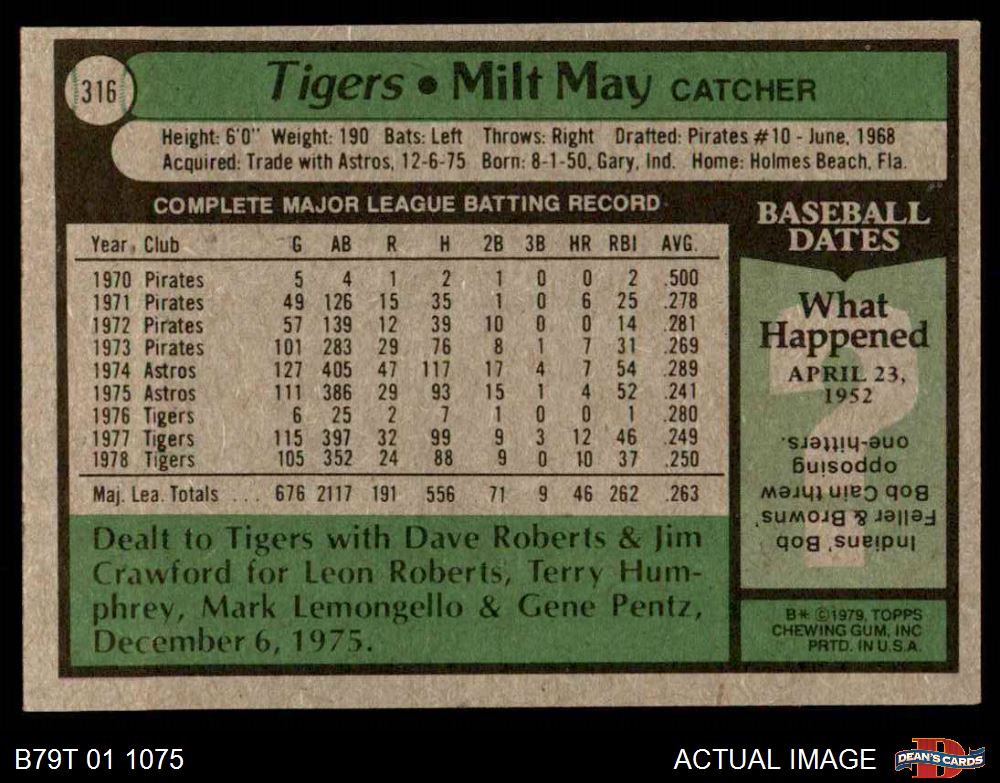 316
Tigers • Milt May CATCHER
Height: 6'0" Weight: 190 Bats: Left Throws: Right Drafted: Pirates #10 - June, 1968
Acquired: Trade with Astros, 12-6-75 Born: 8-1-50, Gary, Ind. Home: Holmes Beach, Fla.
COMPLETE MAJOR LEAGUE BATTING RECORD
Year Club G AB R H 2B 3B HR RBI AVG.
1970 Pirates 5 4 1 2 1 0 0 2 .500
1971 Pirates 49 126 15 35 1 0 6 25 .278
1972 Pirates 57 139 12 39 10 0 0 14 .281
1973 Pirates 101 283 29 76 8 1 7 31 .269
1974 Astros 127 405 47 117 17 4 7 54 .289
1975 Astros 111 386 29 93 15 1 4 52 .241
1976 Tigers 6 25 2 7 1 0 0 1 .280
1977 Tigers 115 397 32 99 9 3 12 46 .249
1978 Tigers 105 352 24 88 9 0 10 37 .250
Maj. Lea. Totals ... 676 2117 191 556 71 9 46 262 .263
Dealt to Tigers with Dave Roberts & Jim
Crawford for Leon Roberts, Terry Hum-
phrey, Mark Lemongello & Gene Pentz,
December 6, 1975.
BASEBALL
DATES
What
Happened
APRIL 23,
1952
?
Indians' Bob
Feller & Browns'
Bob Cain threw
opposing
one-hitters.
B* ©1979, TOPPS
CHEWING GUM, INC
PRTD. IN U.S.A.
B79T 01 1075
ACTUAL IMAGE
D
DEAN'S CARDS